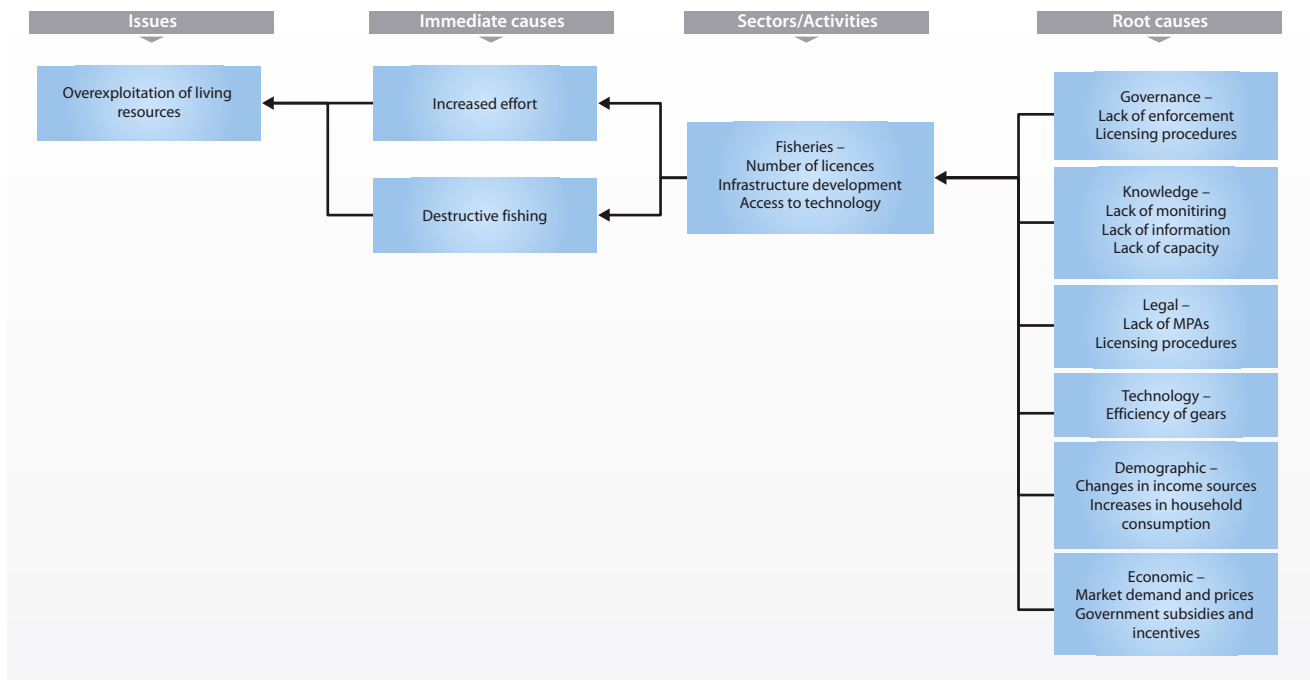 Issues
Immediate causes
Sectors/Activities
Root causes
Overexploitation of living
resources
Increased effort
Destructive fishing
Fisheries –
Number of licences
Infrastructure development
Access to technology
Governance –
Lack of enforcement
Licensing procedures
Knowledge –
Lack of monitiring
Lack of information
Lack of capacity
Legal –
Lack of MPAs
Licensing procedures
Technology –
Efficiency of gears
Demographic –
Changes in income sources
Increases in household
consumption
Economic –
Market demand and prices
Government subsidies and
incentives